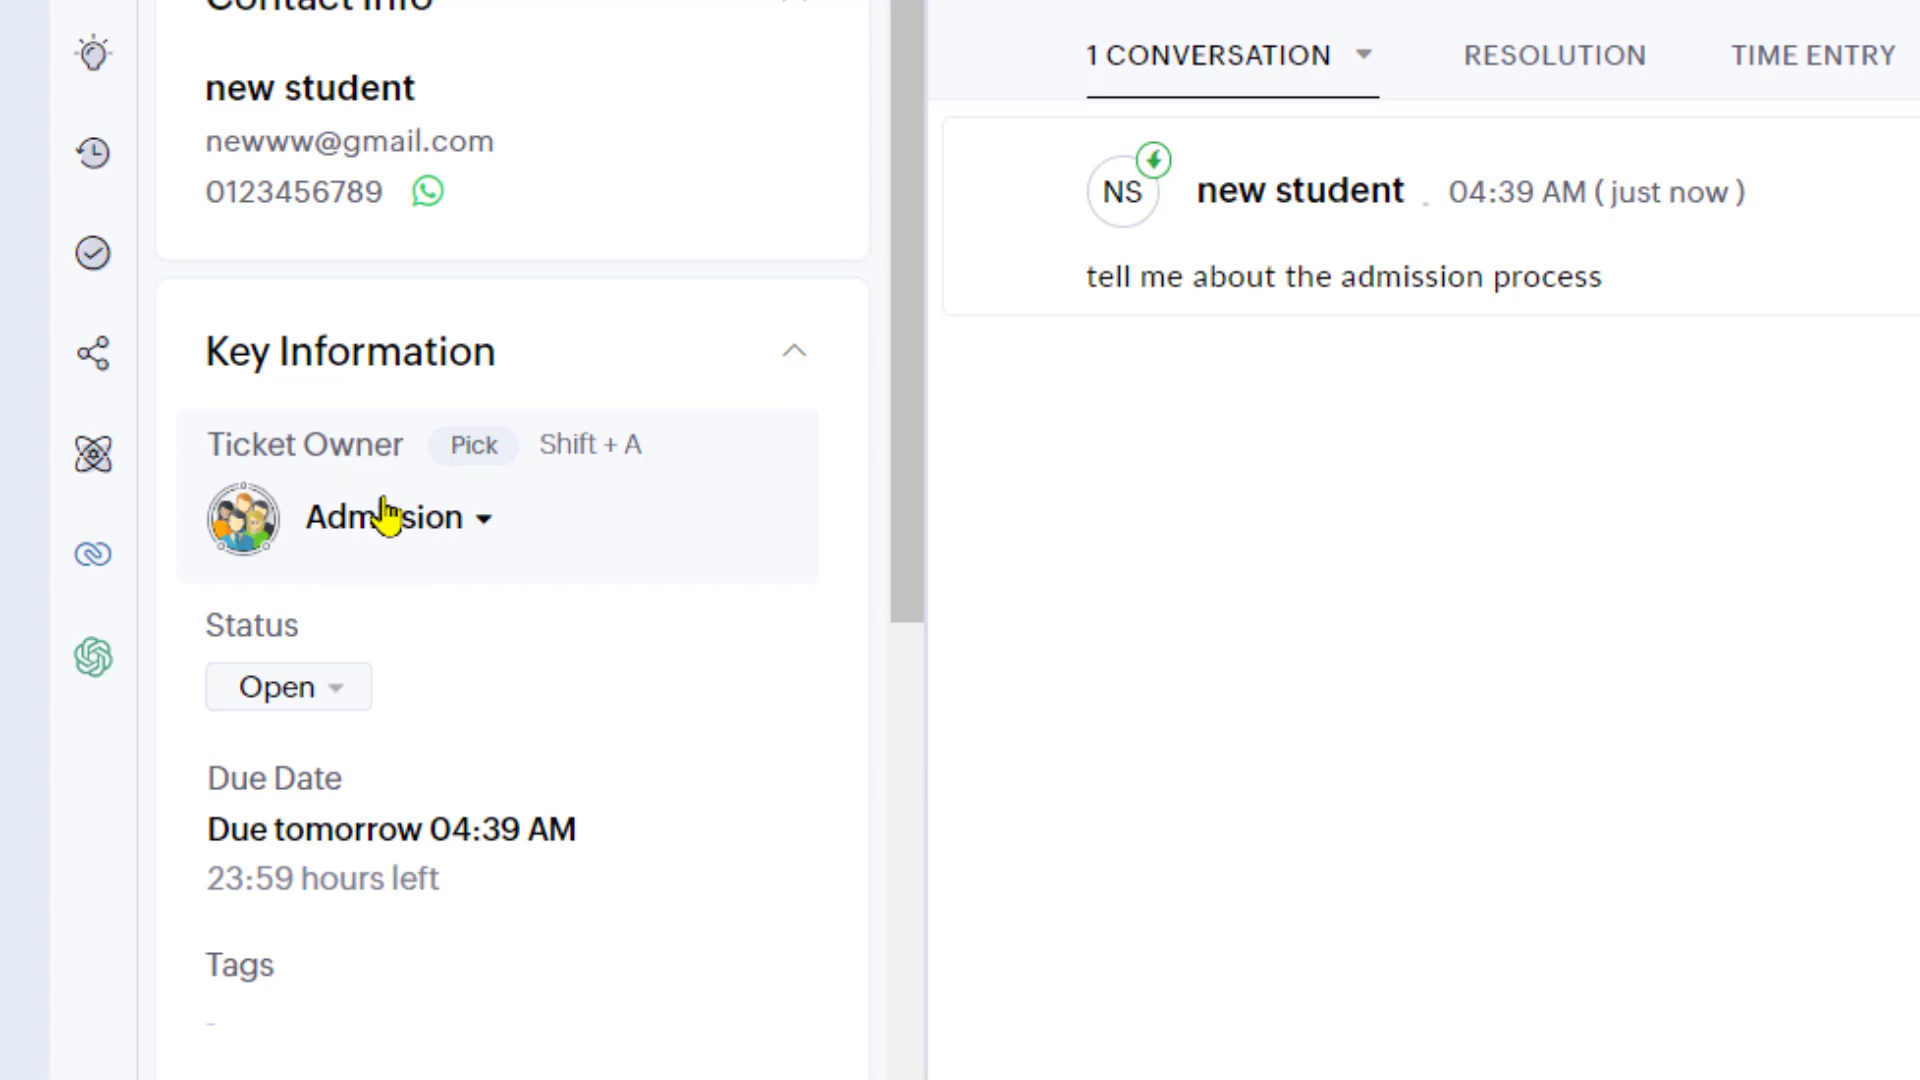 Contact Info
new student
newww@gmail.com
0123456789
Key Information
Ticket Owner Pick Shift + A
Admission
Status
Open
Due Date
Due tomorrow 04:39 AM
23:59 hours left
Tags
-
1 CONVERSATION RESOLUTION TIME ENTRY
NS new student . 04:39 AM ( just now )
tell me about the admission process